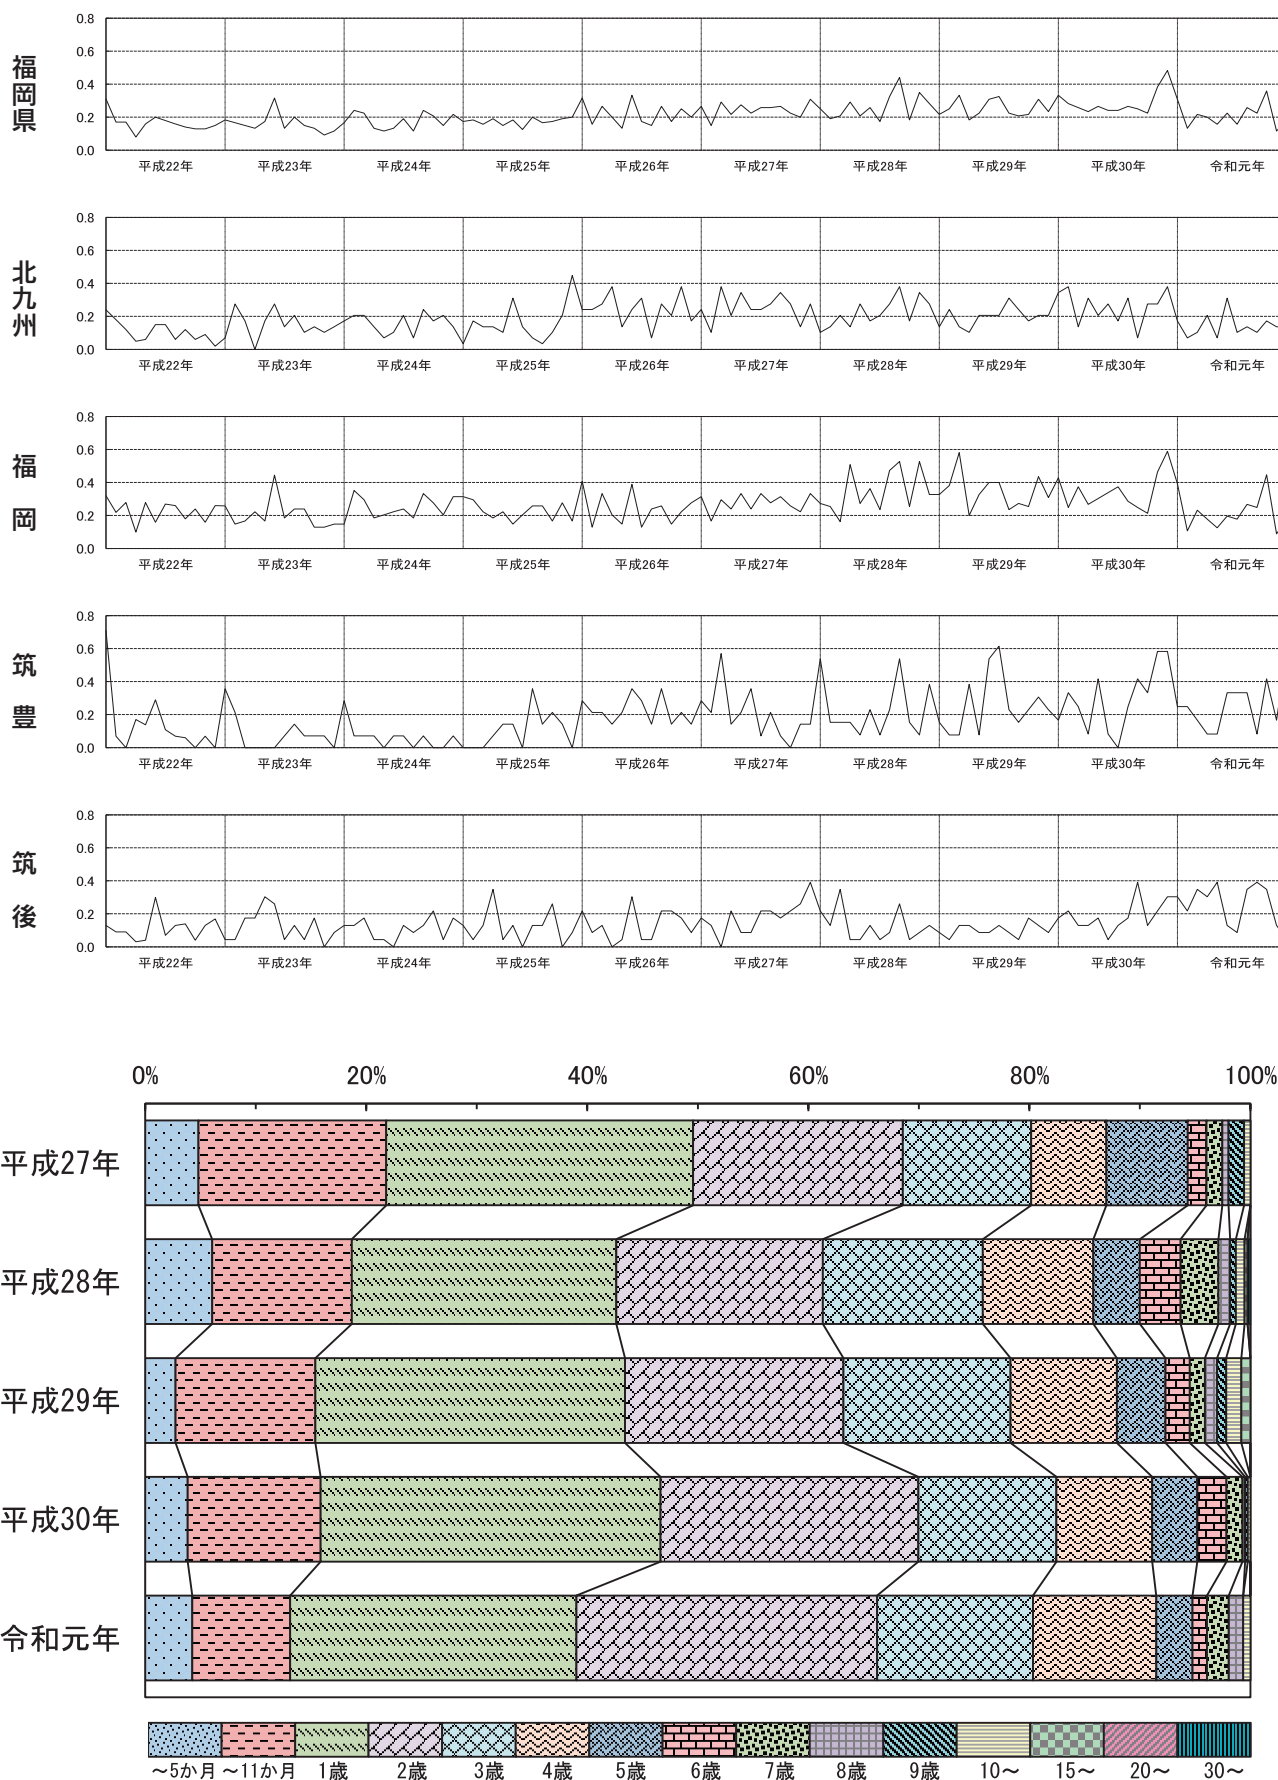 福岡県
0.8
0.6
0.4
0.2
0.0
平成22年 平成23年 平成24年 平成25年 平成26年 平成27年 平成28年 平成29年 平成30年 令和元年
北九州
0.8
0.6
0.4
0.2
0.0
平成22年 平成23年 平成24年 平成25年 平成26年 平成27年 平成28年 平成29年 平成30年 令和元年
福岡
0.8
0.6
0.4
0.2
0.0
平成22年 平成23年 平成24年 平成25年 平成26年 平成27年 平成28年 平成29年 平成30年 令和元年
筑豊
0.8
0.6
0.4
0.2
0.0
平成22年 平成23年 平成24年 平成25年 平成26年 平成27年 平成28年 平成29年 平成30年 令和元年
筑後
0.8
0.6
0.4
0.2
0.0
平成22年 平成23年 平成24年 平成25年 平成26年 平成27年 平成28年 平成29年 平成30年 令和元年
0% 20% 40% 60% 80% 100%
平成27年
平成28年
平成29年
平成30年
令和元年
～5か月 ～11か月 1歳 2歳 3歳 4歳 5歳 6歳 7歳 8歳 9歳 10～ 15～ 20～ 30～